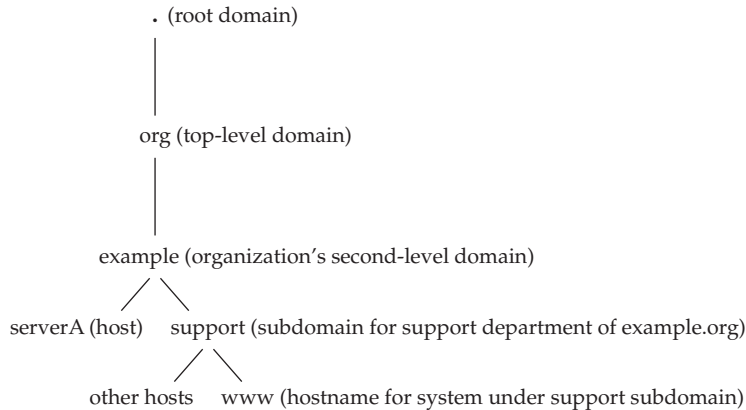 . (root domain)
org (top-level domain)
example (organization’s second-level domain)
serverA (host) support (subdomain for support department of example.org)
other hosts www (hostname for system under support subdomain)